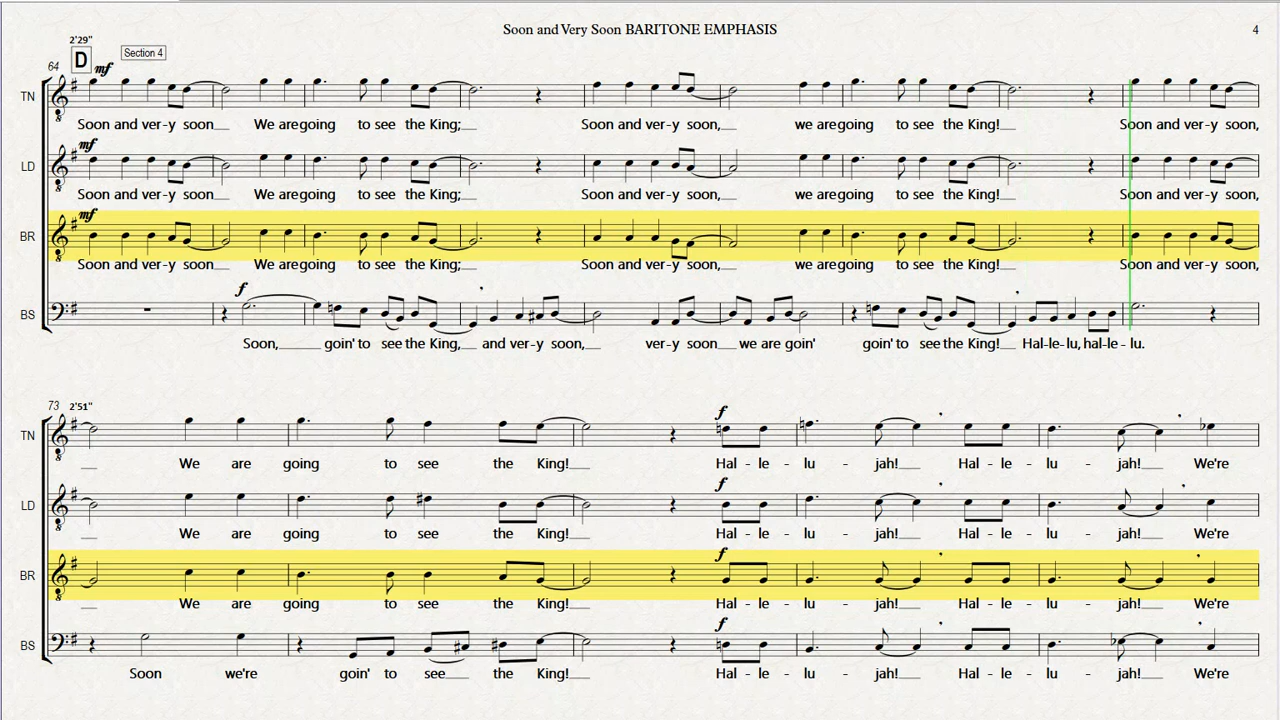 Soon and Very Soon BARITONE EMPHASIS
4
2'29"
D
Section 4
64
mf
TN
Soon and ver-y soon__ We are going to see the King;__ Soon and ver-y soon,__ we are going to see the King!__ Soon and ver-y soon,
mf
LD
Soon and ver-y soon__ We are going to see the King;__ Soon and ver-y soon,__ we are going to see the King!__ Soon and ver-y soon,
mf
BR
Soon and ver-y soon__ We are going to see the King;__ Soon and ver-y soon,__ we are going to see the King!__ Soon and ver-y soon,
f
BS
Soon,____ goin' to see the King,__ and ver-y soon,__ ver-y soon__ we are goin' goin' to see the King!__ Hal-le-lu, hal-le-lu.
73
2'51"
f
TN
__ We are going to see the King!__ Hal-le-lu-jah!__ Hal-le-lu-jah!__ We're
f
LD
__ We are going to see the King!__ Hal-le-lu-jah!__ Hal-le-lu-jah!__ We're
f
BR
__ We are going to see the King!__ Hal-le-lu-jah!__ Hal-le-lu-jah!__ We're
f
BS
Soon we're goin' to see__ the King!__ Hal-le-lu-jah!__ Hal-le-lu-jah!__ We're